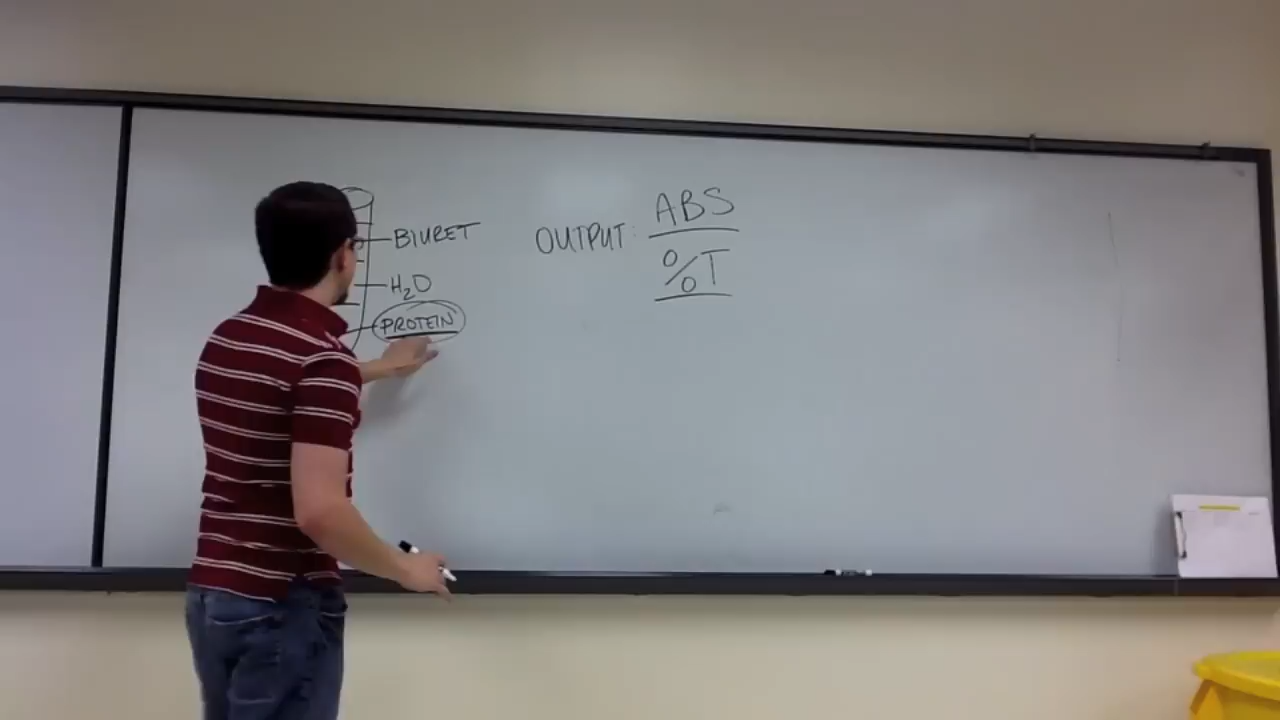 BIURET
H₂O
PROTEIN
OUTPUT: ABS
%T